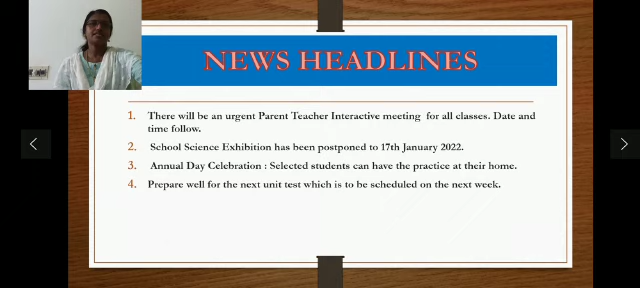 NEWS HEADLINES
1. There will be an urgent Parent Teacher Interactive meeting for all classes. Date and
time follow.
2. School Science Exhibition has been postponed to 17th January 2022.
3. Annual Day Celebration : Selected students can have the practice at their home.
4. Prepare well for the next unit test which is to be scheduled on the next week.